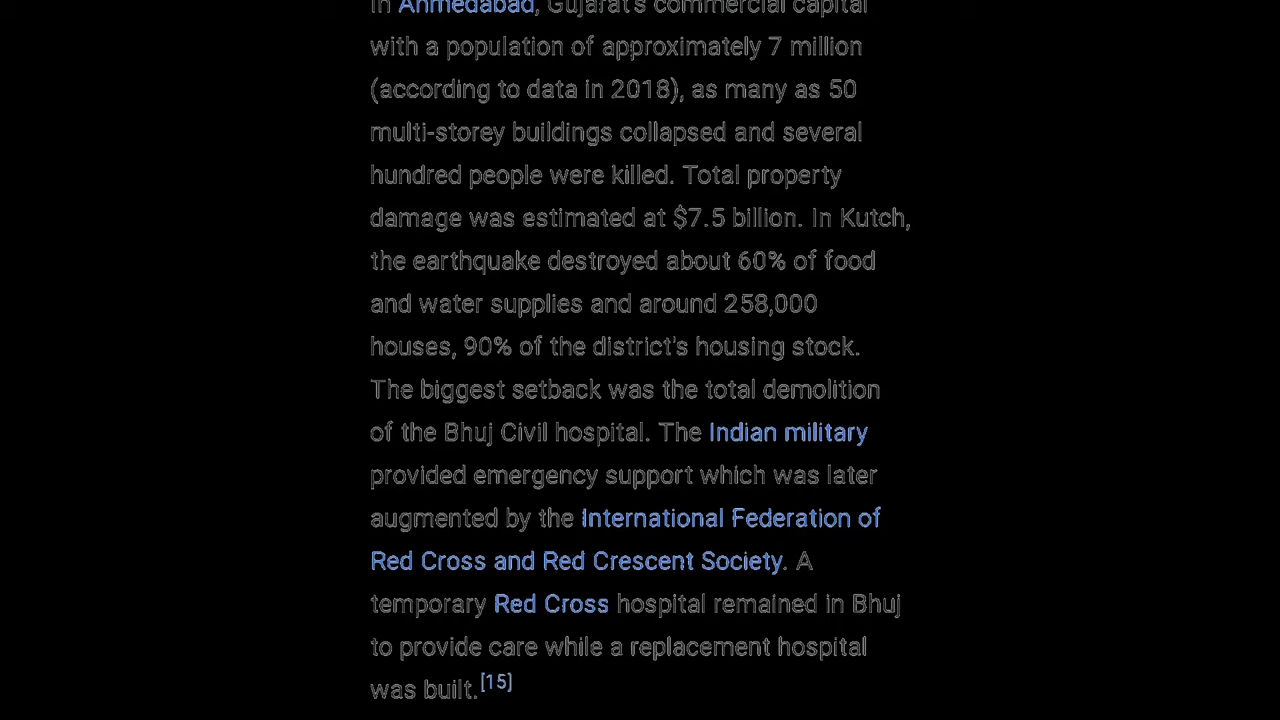 in Ahmedabad, Gujarat's commercial capital
with a population of approximately 7 million
(according to data in 2018), as many as 50
multi-storey buildings collapsed and several
hundred people were killed. Total property
damage was estimated at $7.5 billion. In Kutch,
the earthquake destroyed about 60% of food
and water supplies and around 258,000
houses, 90% of the district's housing stock.
The biggest setback was the total demolition
of the Bhuj Civil hospital. The Indian military
provided emergency support which was later
augmented by the International Federation of
Red Cross and Red Crescent Society. A
temporary Red Cross hospital remained in Bhuj
to provide care while a replacement hospital
was built.[15]